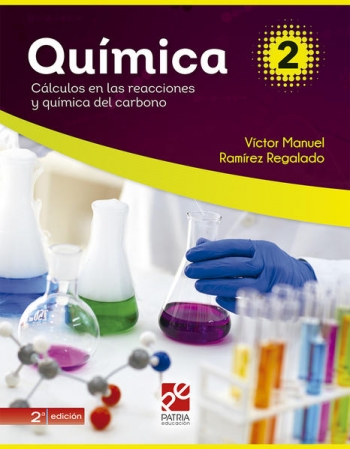 Química 2
Cálculos en las reacciones
y química del carbono
Víctor Manuel
Ramírez Regalado
2ª edición
PATRIA
educación